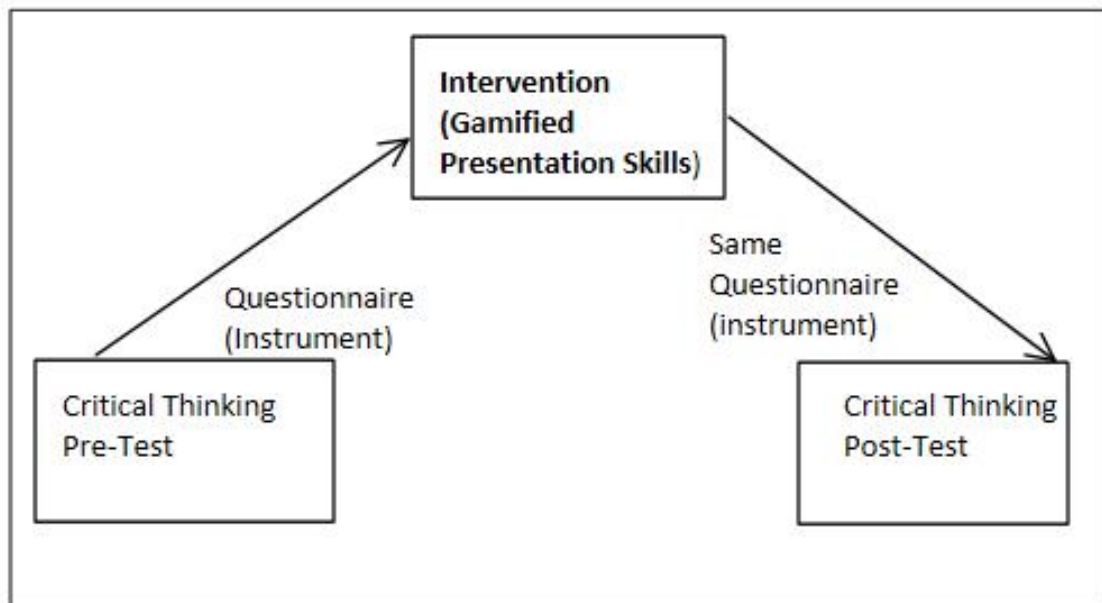 Intervention
(Gamified
Presentation Skills)
Same
Questionnaire
(instrument)
Questionnaire
(Instrument)
Critical Thinking
Pre-Test
Critical Thinking
Post-Test